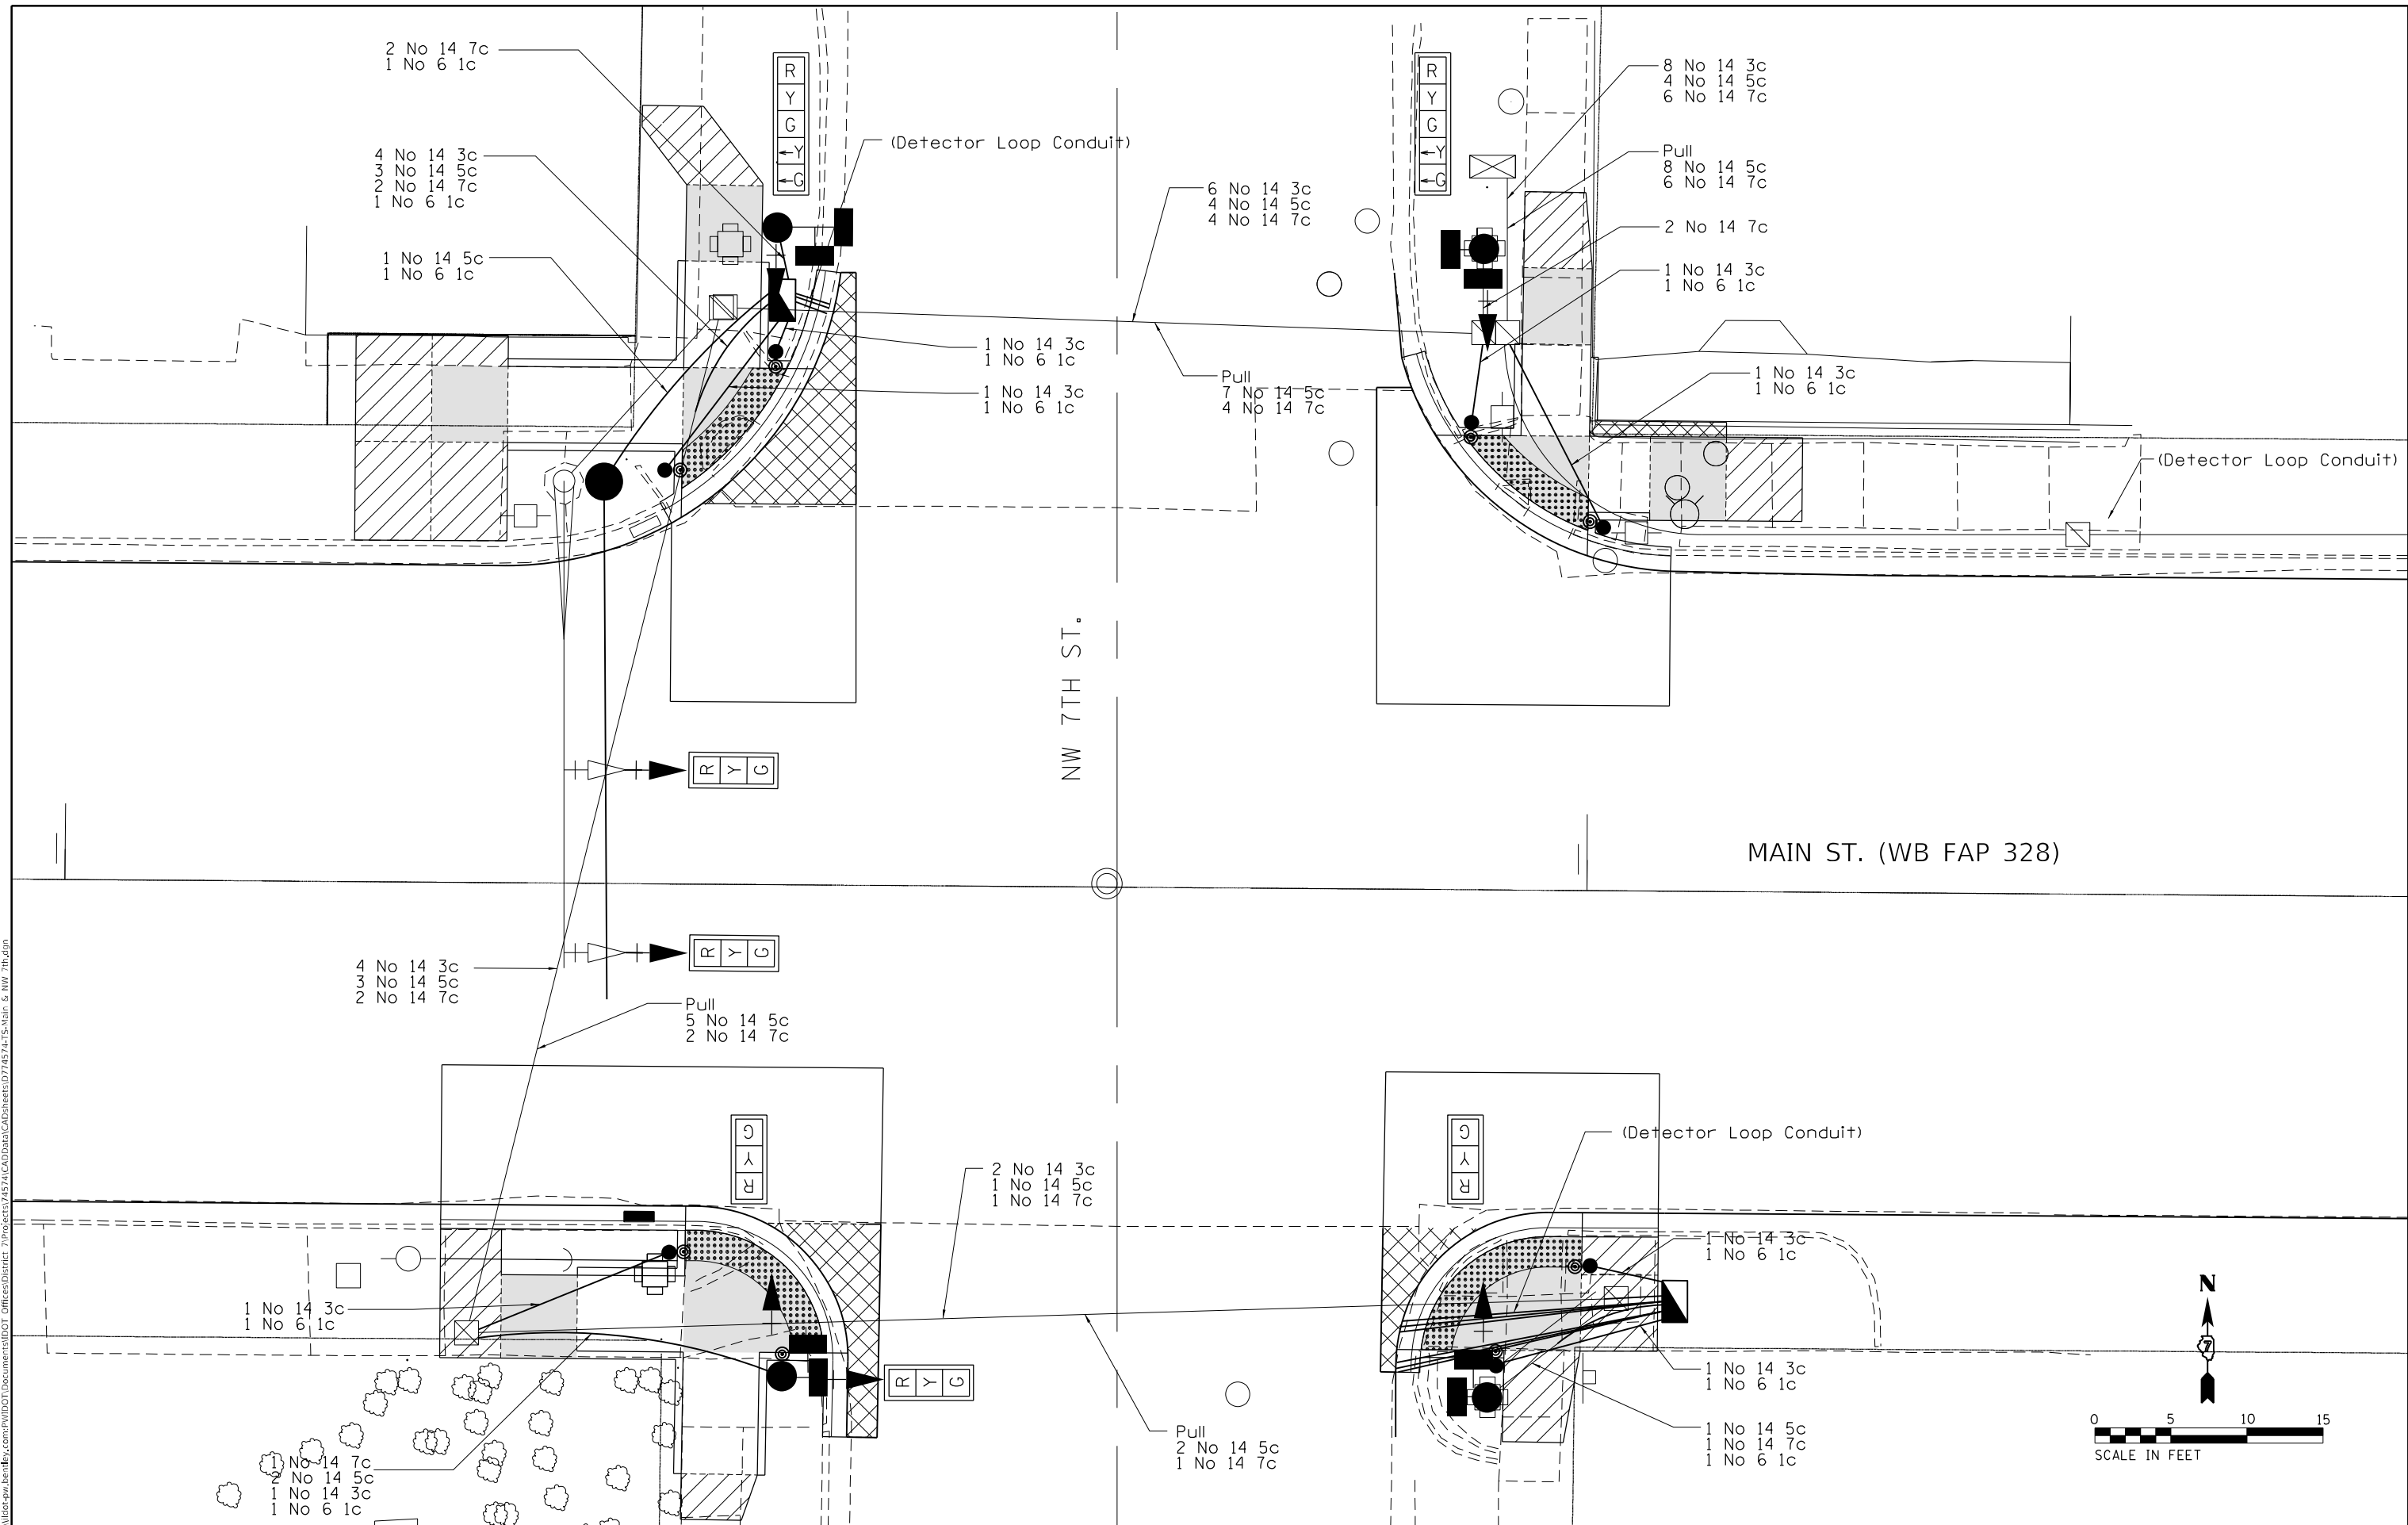 2 No 14 7c
1 No 6 1c
R
Y
G
←Y
←G
(Detector Loop Conduit)
4 No 14 3c
3 No 14 5c
2 No 14 7c
1 No 6 1c
1 No 14 5c
1 No 6 1c
6 No 14 3c
4 No 14 5c
4 No 14 7c
R
Y
G
←Y
←G
8 No 14 3c
4 No 14 5c
6 No 14 7c
Pull
8 No 14 5c
6 No 14 7c
2 No 14 7c
1 No 14 3c
1 No 6 1c
1 No 14 3c
1 No 6 1c
1 No 14 3c
1 No 6 1c
Pull
7 No 14 5c
4 No 14 7c
1 No 14 3c
1 No 6 1c
(Detector Loop Conduit)
NW 7TH ST.
R Y G
MAIN ST. (WB FAP 328)
R Y G
4 No 14 3c
3 No 14 5c
2 No 14 7c
Pull
5 No 14 5c
2 No 14 7c
G
Y
R
2 No 14 3c
1 No 14 5c
1 No 14 7c
G
Y
R
(Detector Loop Conduit)
1 No 14 3c
1 No 6 1c
1 No 14 3c
1 No 6 1c
R Y G
1 No 14 3c
1 No 6 1c
1 No 14 7c
2 No 14 5c
1 No 14 3c
1 No 6 1c
Pull
2 No 14 5c
1 No 14 7c
1 No 14 5c
1 No 14 7c
1 No 6 1c
N
7
0 5 10 15
SCALE IN FEET